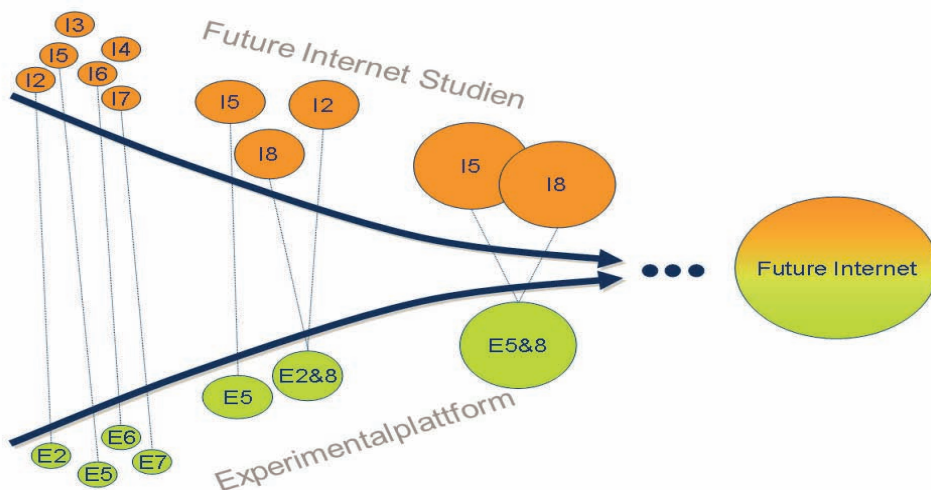 I3
I4
I5
I2
I6
I7
Future Internet Studien
I5
I2
I8
I5
I8
Future Internet
E5&8
E2&8
E5
E6
E2
E7
E5
Experimentalplattform